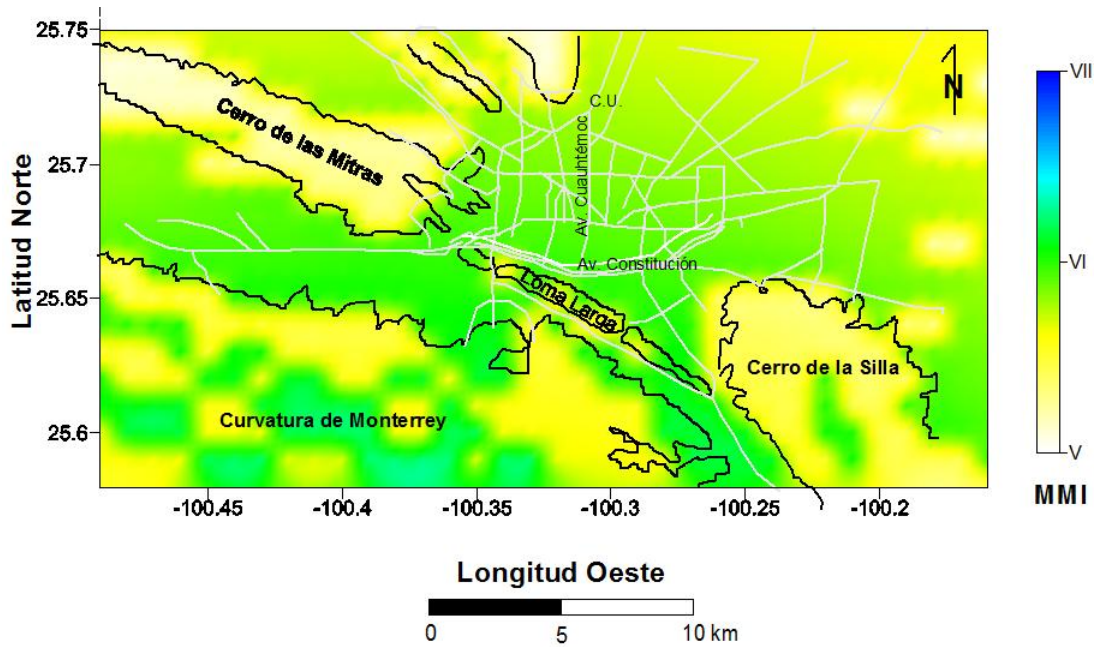 25.75
25.7
25.65
25.6
Latitud Norte
N
C.U.
Av. Cuauhtémoc
Cerro de las Mitras
Av. Constitución
Loma Larga
Cerro de la Silla
Curvatura de Monterrey
VII
VI
V
MMI
-100.45 -100.4 -100.35 -100.3 -100.25 -100.2
Longitud Oeste
0 5 10 km